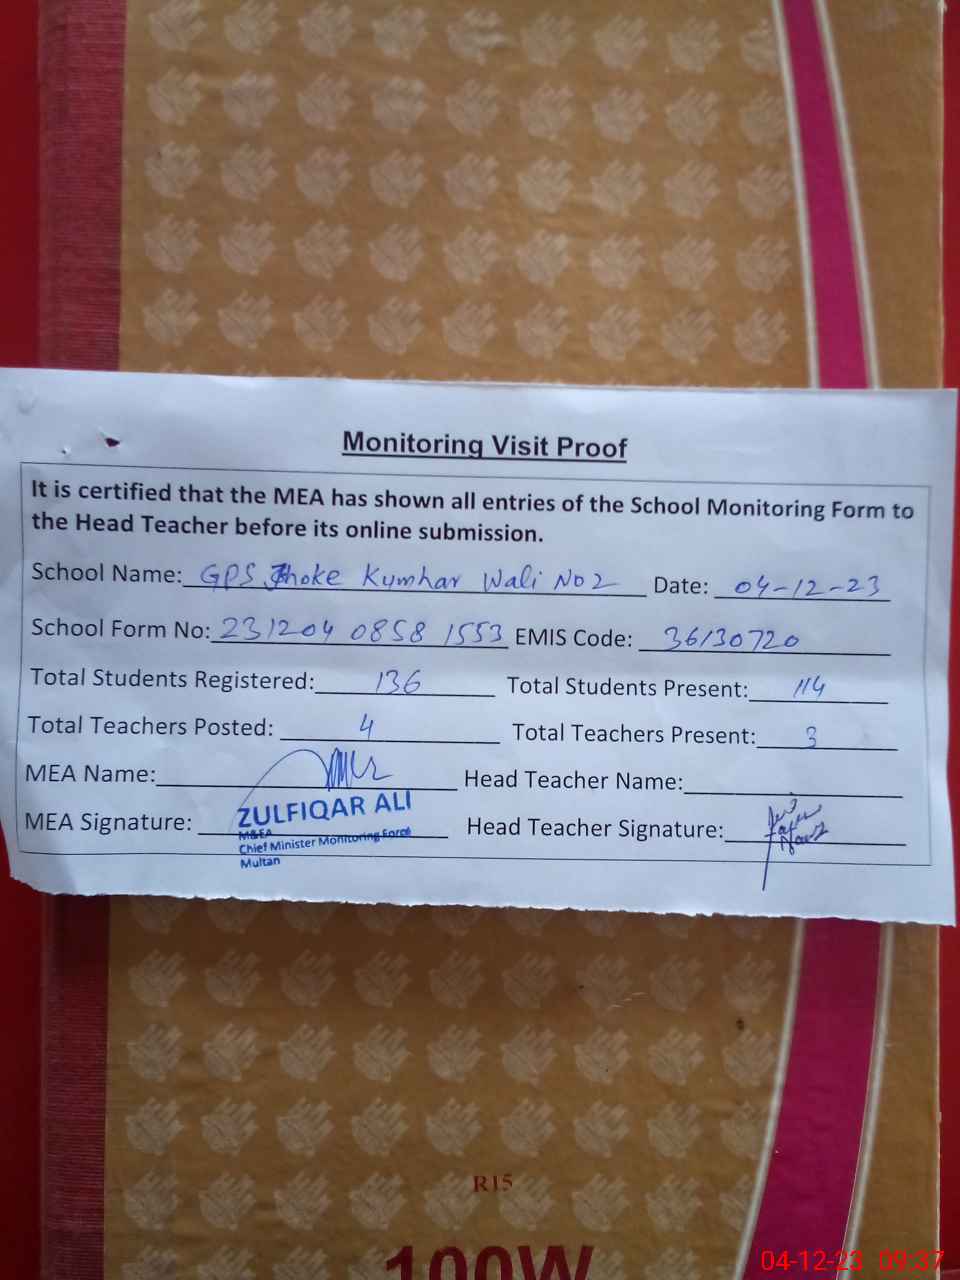 Monitoring Visit Proof
It is certified that the MEA has shown all entries of the School Monitoring Form to
the Head Teacher before its online submission.
School Name: GPS Jhoke Kumhar Wali No 2 Date: 04-12-23
School Form No: 231204 0858 1553 EMIS Code: 36130720
Total Students Registered: 136 Total Students Present: 114
Total Teachers Posted: 4 Total Teachers Present: 3
MEA Name: Head Teacher Name:
MEA Signature: ZULFIQAR ALI Head Teacher Signature:
M&EA
Chief Minister Monitoring Force
Multan
R15
100W
04-12-23 09:37